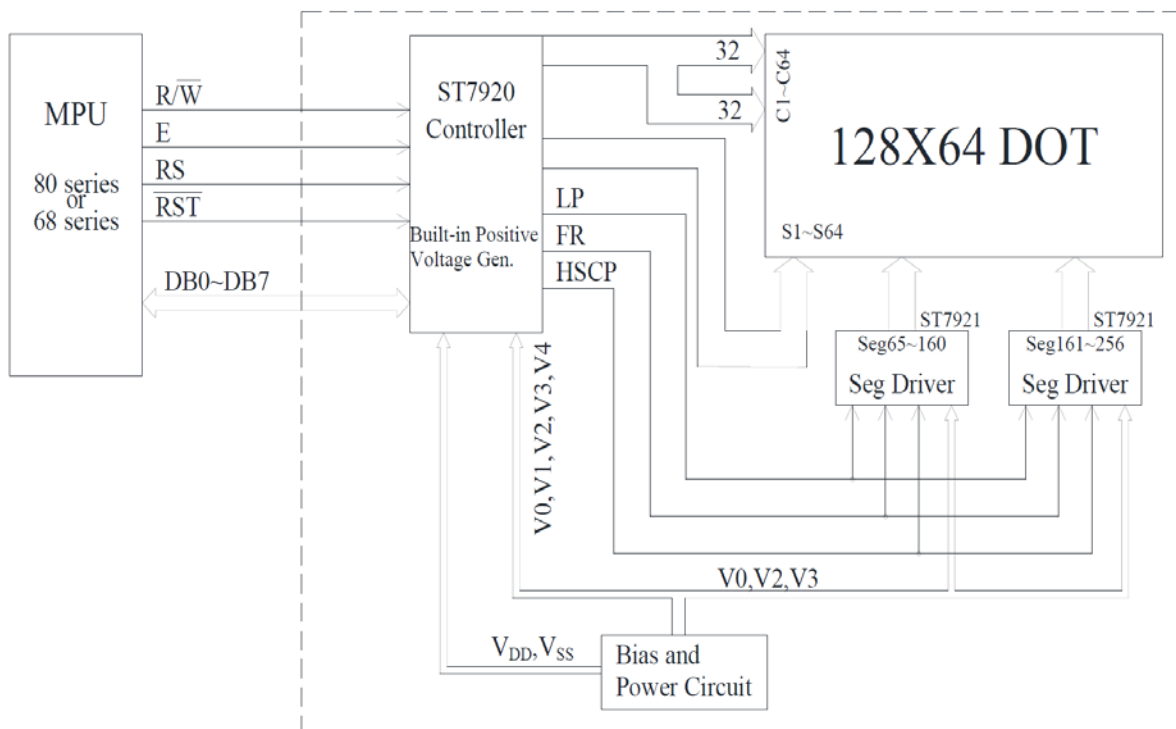 MPU
80 series
or
68 series
R/W̅
E
RS
R̅S̅T̅
DB0~DB7
ST7920
Controller
Built-in Positive
Voltage Gen.
32
32
C1~C64
128X64 DOT
S1~S64
LP
FR
HSCP
ST7921
Seg65~160
Seg Driver
ST7921
Seg161~256
Seg Driver
V0,V1,V2,V3,V4
V0,V2,V3
VDD,VSS
Bias and
Power Circuit